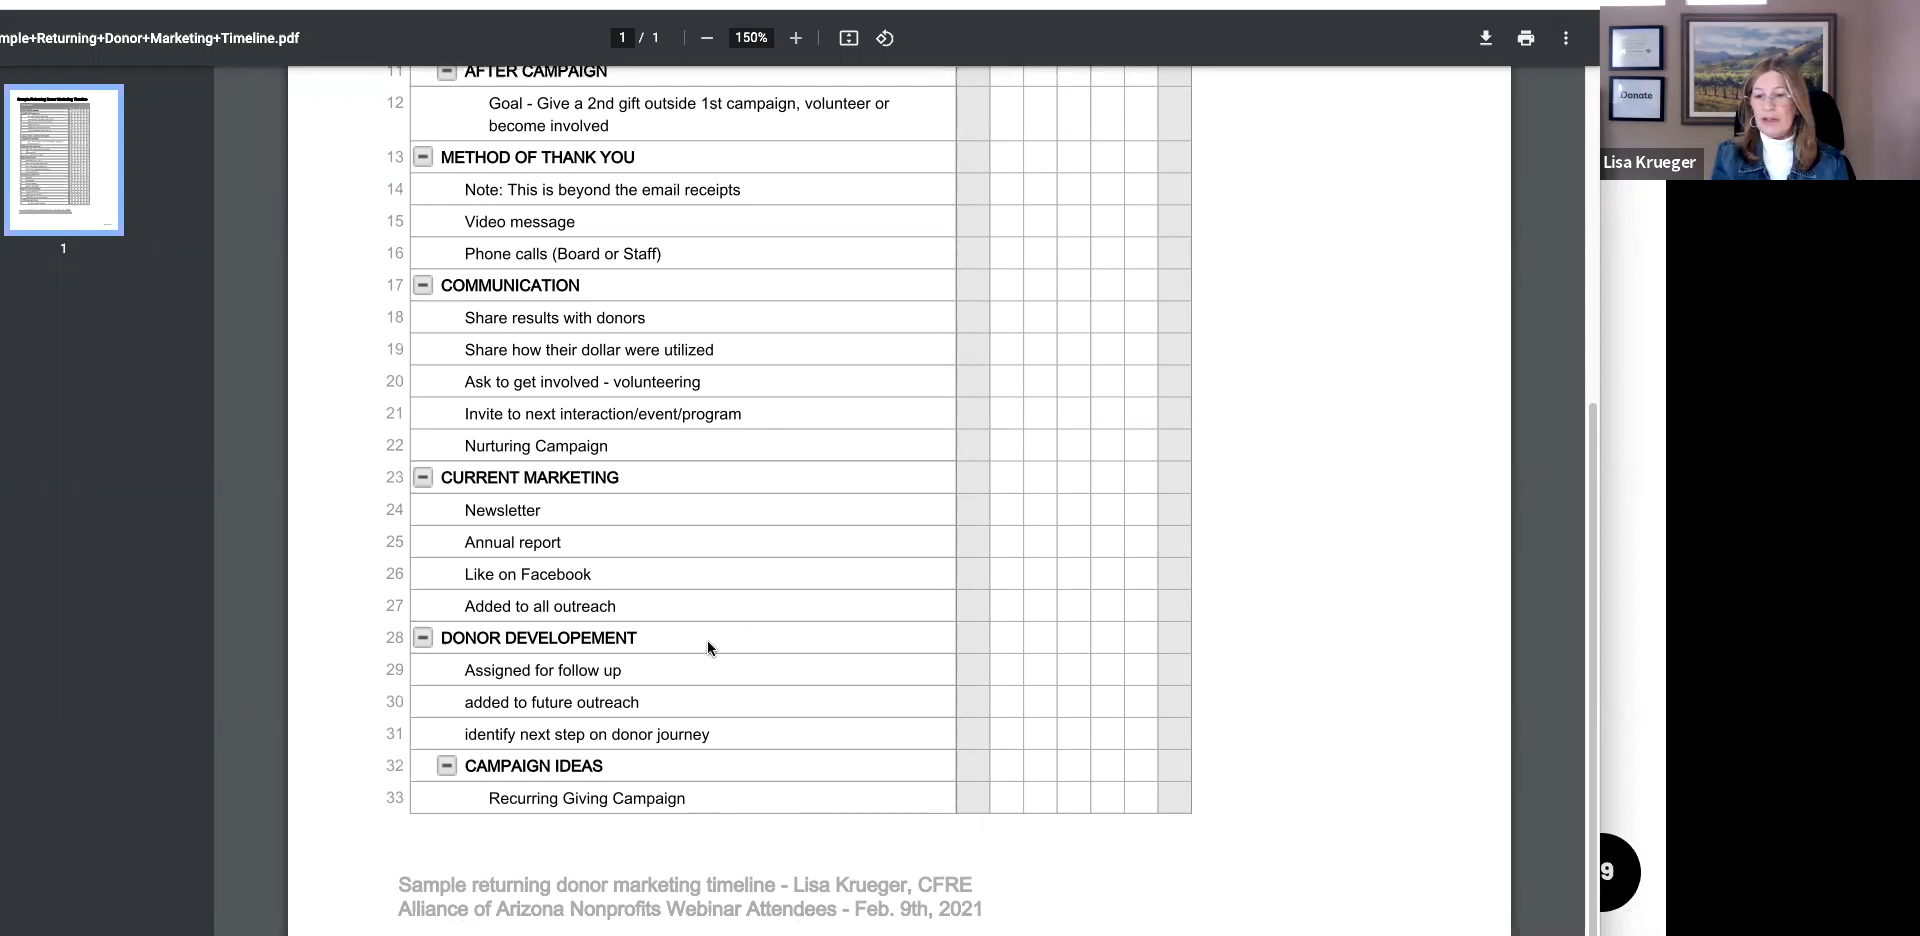 mple+Returning+Donor+Marketing+Timeline.pdf
1 / 1
150%
1
11 AFTER CAMPAIGN
12 Goal - Give a 2nd gift outside 1st campaign, volunteer or
become involved
13 METHOD OF THANK YOU
14 Note: This is beyond the email receipts
15 Video message
16 Phone calls (Board or Staff)
17 COMMUNICATION
18 Share results with donors
19 Share how their dollar were utilized
20 Ask to get involved - volunteering
21 Invite to next interaction/event/program
22 Nurturing Campaign
23 CURRENT MARKETING
24 Newsletter
25 Annual report
26 Like on Facebook
27 Added to all outreach
28 DONOR DEVELOPEMENT
29 Assigned for follow up
30 added to future outreach
31 identify next step on donor journey
32 CAMPAIGN IDEAS
33 Recurring Giving Campaign
Sample returning donor marketing timeline - Lisa Krueger, CFRE
Alliance of Arizona Nonprofits Webinar Attendees - Feb. 9th, 2021
Donate
Lisa Krueger
9